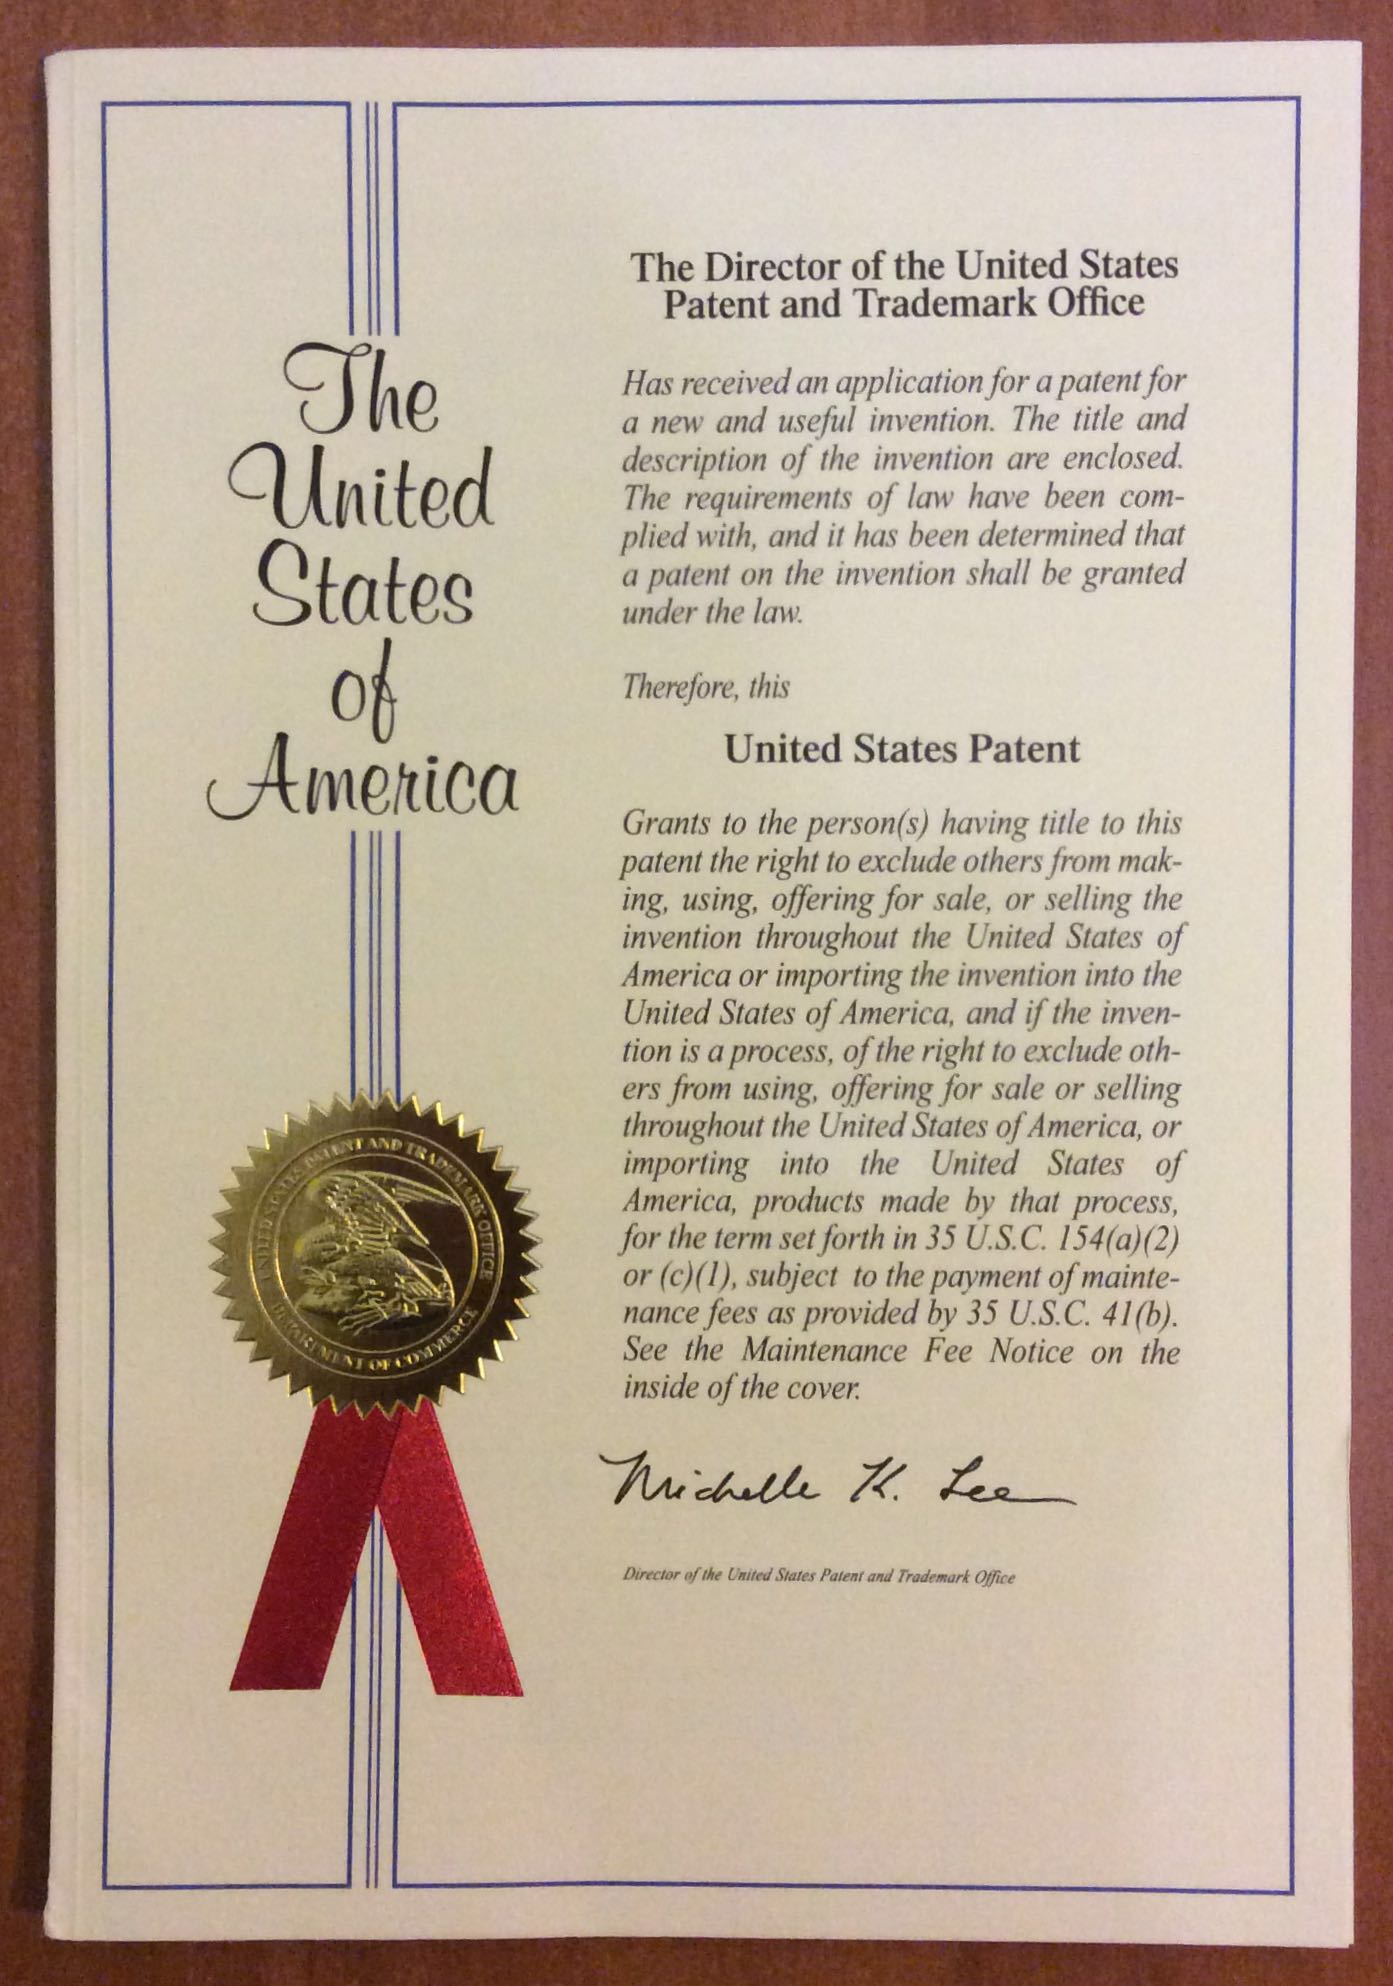 The
United
States
of
America
The Director of the United States
Patent and Trademark Office
Has received an application for a patent for
a new and useful invention. The title and
description of the invention are enclosed.
The requirements of law have been com-
plied with, and it has been determined that
a patent on the invention shall be granted
under the law.
Therefore, this
United States Patent
Grants to the person(s) having title to this
patent the right to exclude others from mak-
ing, using, offering for sale, or selling the
invention throughout the United States of
America or importing the invention into the
United States of America, and if the inven-
tion is a process, of the right to exclude oth-
ers from using, offering for sale or selling
throughout the United States of America, or
importing into the United States of
America, products made by that process,
for the term set forth in 35 U.S.C. 154(a)(2)
or (c)(1), subject to the payment of mainte-
nance fees as provided by 35 U.S.C. 41(b).
See the Maintenance Fee Notice on the
inside of the cover.
Michelle K. Lee
Director of the United States Patent and Trademark Office
UNITED STATES PATENT AND TRADEMARK OFFICE
DEPARTMENT OF COMMERCE